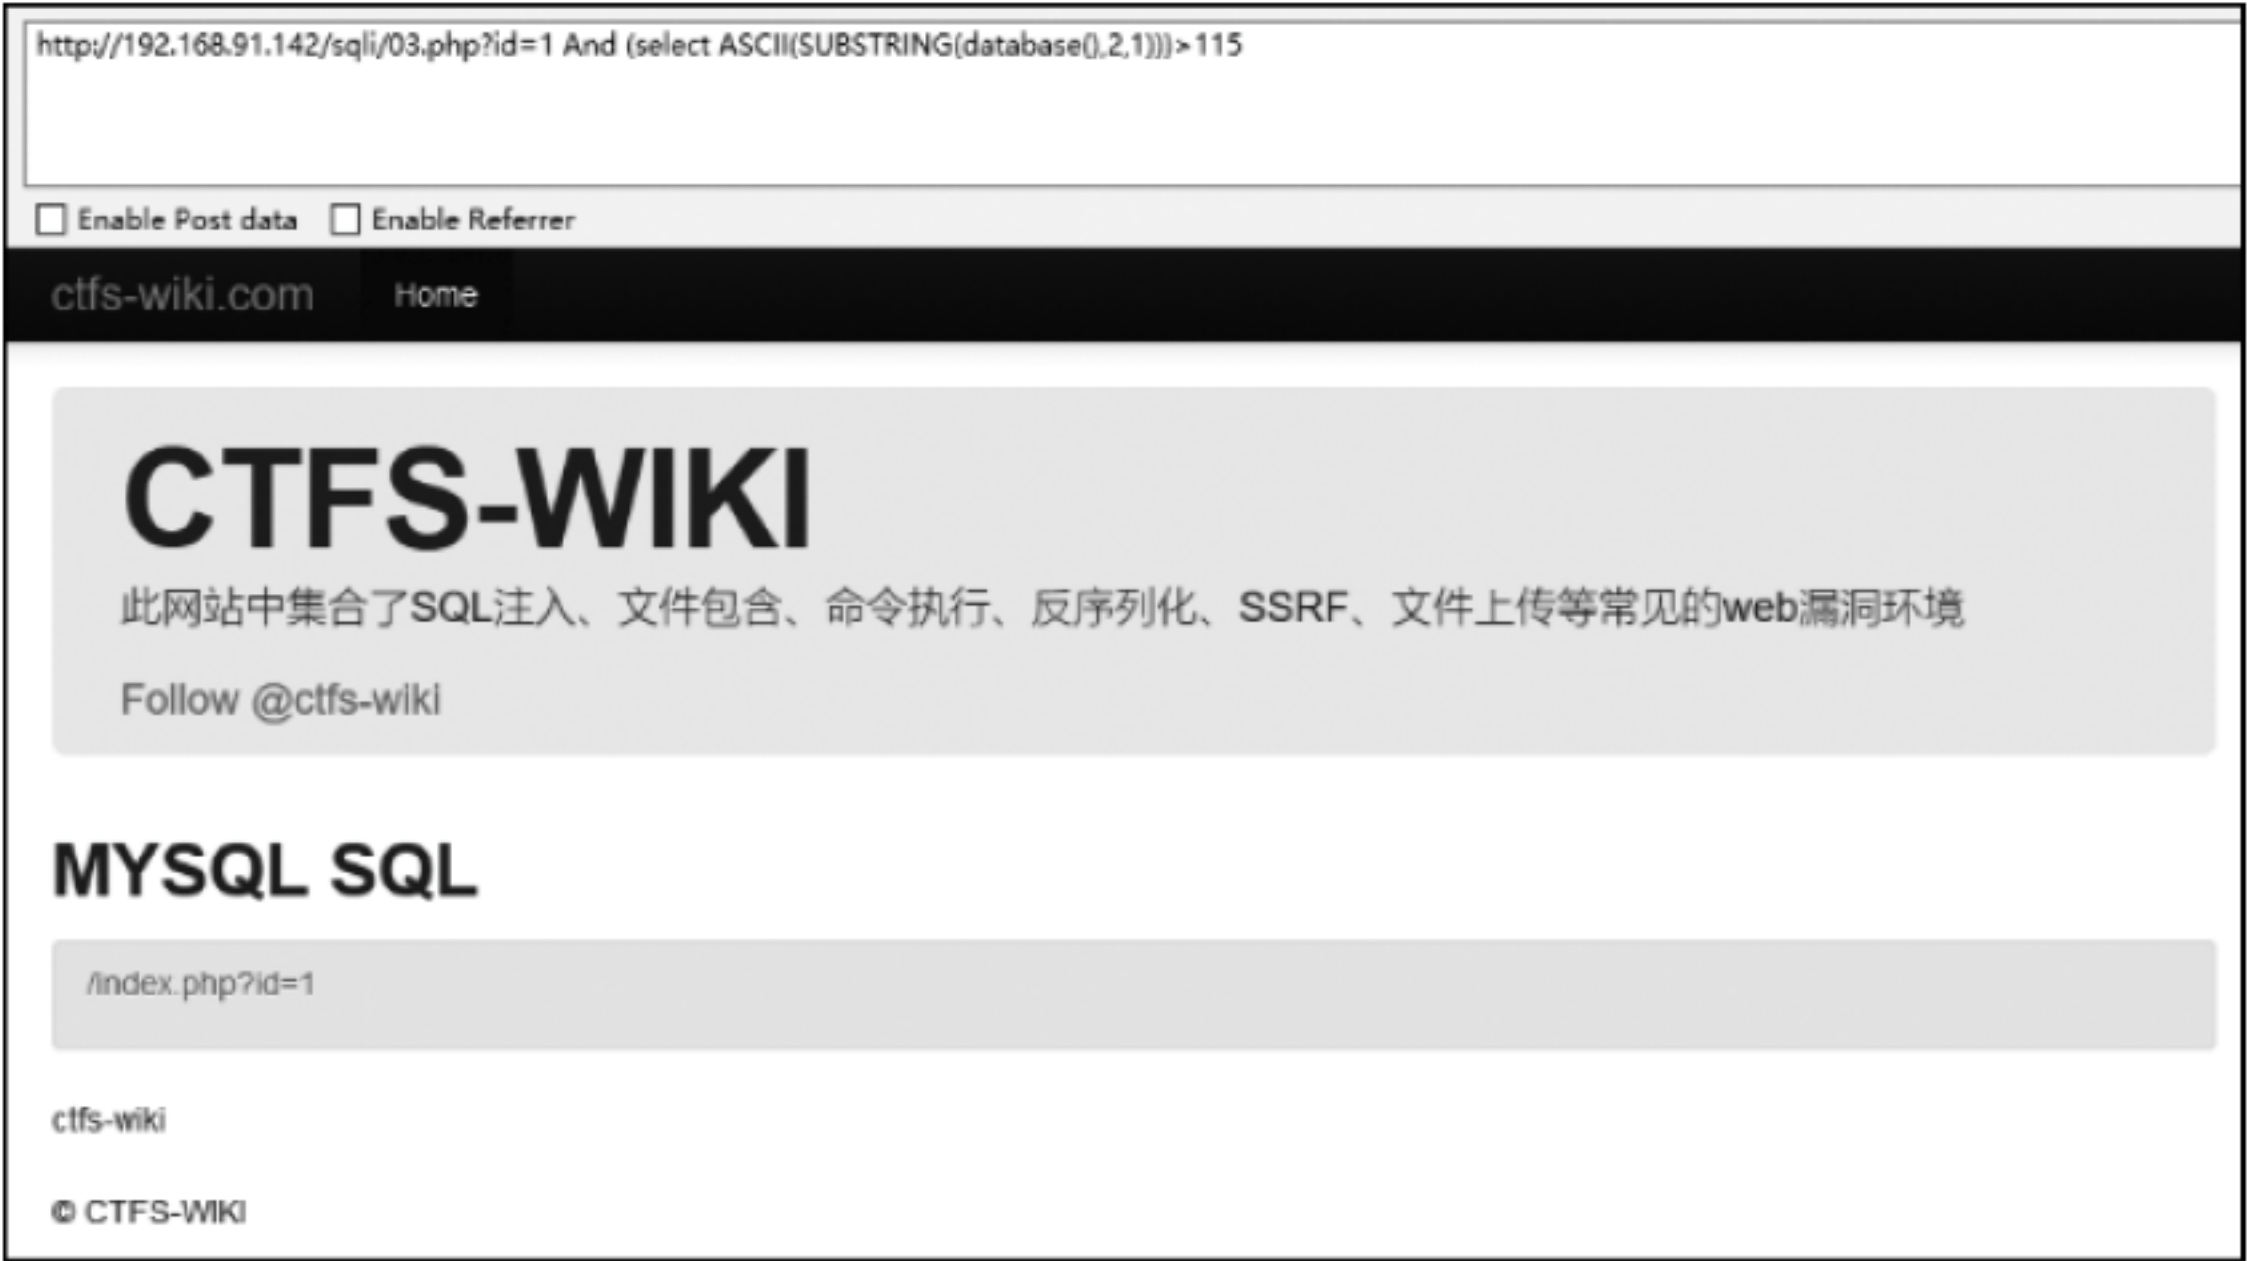 http://192.168.91.142/sqli/03.php?id=1 And (select ASCII(SUBSTRING(database(),2,1)))>115
Enable Post data Enable Referrer
ctfs-wiki.com Home
CTFS-WIKI
此网站中集合了SQL注入、文件包含、命令执行、反序列化、SSRF、文件上传等常见的web漏洞环境
Follow @ctfs-wiki
MYSQL SQL
/index.php?id=1
ctfs-wiki
© CTFS-WIKI